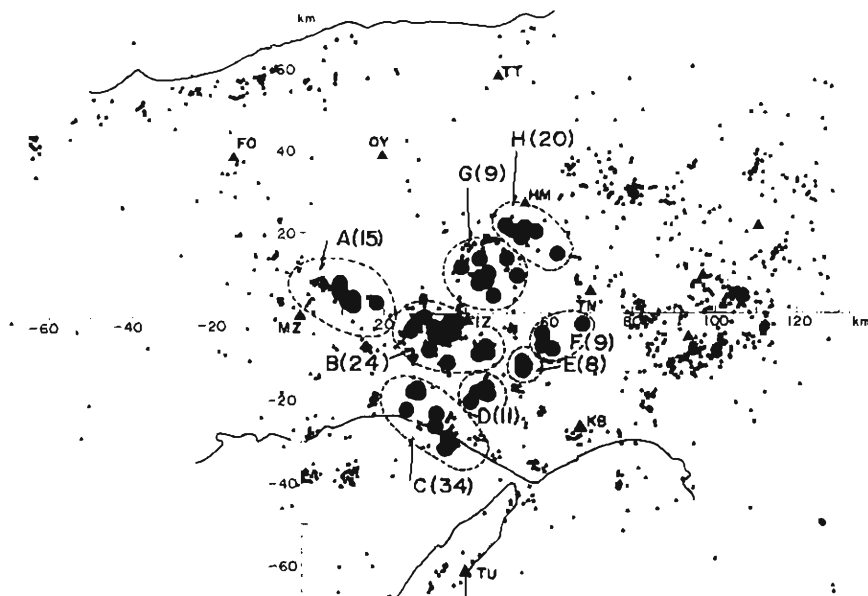 km
60
TT
FO
OY
40
H(20)
G(9)
HM
20
A(15)
TN
-60
-40
-20
MZ
20
IZ
60
80
100
120
km
F(9)
B(24)
E(8)
-20
D(11)
KB
C(34)
-40
-60
TU